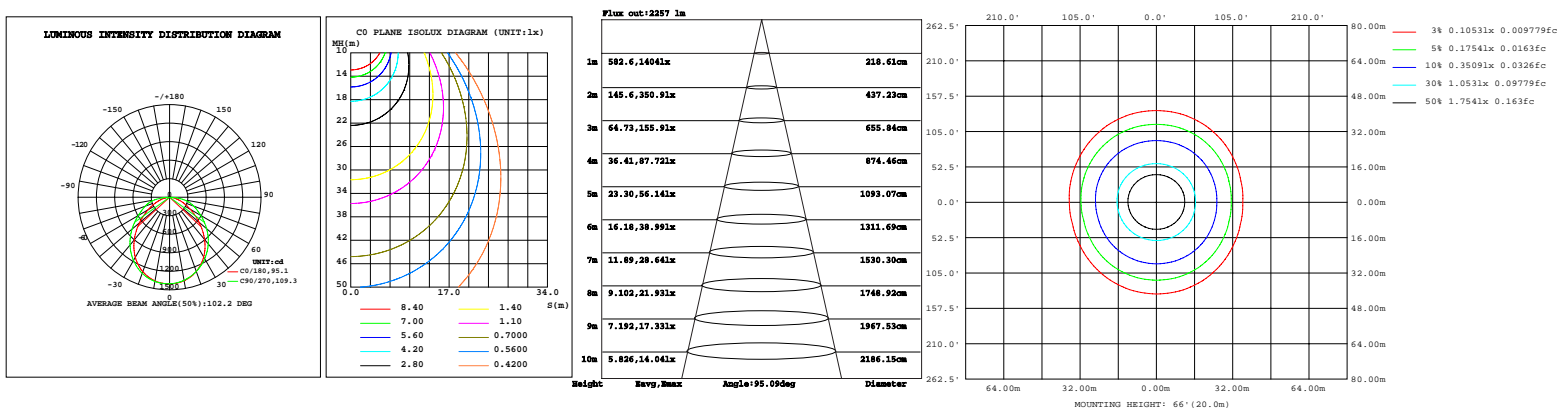 LUMINOUS INTENSITY DISTRIBUTION DIAGRAM
-/+180
-150 150
-120 120
-90 90
60
-30 30
0
0
300
600
900
1200
1500
UNIT:cd
C0/180,95.1
C90/270,109.3
AVERAGE BEAM ANGLE(50%):102.2 DEG
C0 PLANE ISOLUX DIAGRAM (UNIT:lx)
MH(m)
10
14
18
22
26
30
34
38
42
46
50
0.0 17.0 34.0
S(m)
8.40 1.40
7.00 1.10
5.60 0.7000
4.20 0.5600
2.80 0.4200
Flux out:2257 lm
1m 582.6,1404lx 218.61cm
2m 145.6,350.9lx 437.23cm
3m 64.73,155.9lx 655.84cm
4m 36.41,87.72lx 874.46cm
5m 23.30,56.14lx 1093.07cm
6m 16.18,38.99lx 1311.69cm
7m 11.89,28.64lx 1530.30cm
8m 9.102,21.93lx 1748.92cm
9m 7.192,17.33lx 1967.53cm
10m 5.826,14.04lx 2186.15cm
Height Eavg,Emax Angle:95.09deg Diameter
210.0' 105.0' 0.0' 105.0' 210.0'
262.5' 80.00m
210.0' 64.00m
157.5' 48.00m
105.0' 32.00m
52.5' 16.00m
0.0' 0.00m
52.5' 16.00m
105.0' 32.00m
157.5' 48.00m
210.0' 64.00m
262.5' 80.00m
64.00m 32.00m 0.00m 32.00m 64.00m
MOUNTING HEIGHT: 66'(20.0m)
3% 0.1053lx 0.009779fc
5% 0.1754lx 0.0163fc
10% 0.3509lx 0.0326fc
30% 1.053lx 0.09779fc
50% 1.754lx 0.163fc